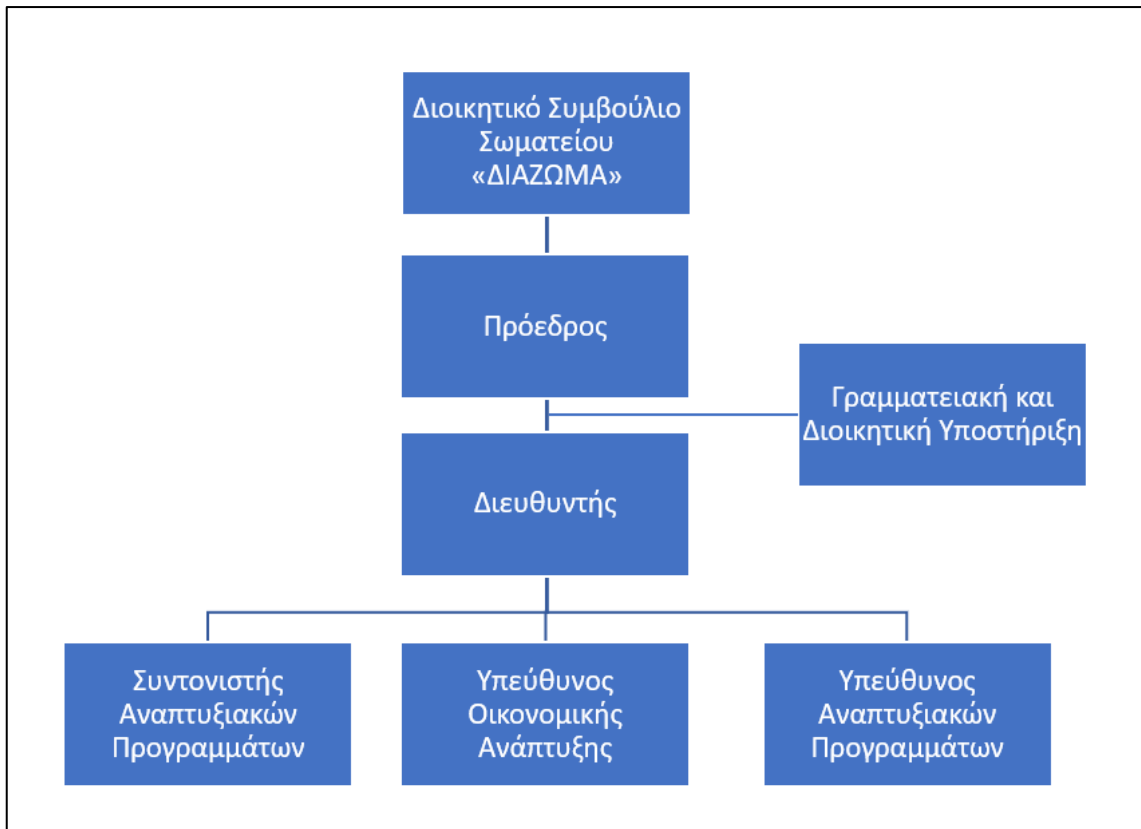 Διοικητικό Συμβούλιο
Σωματείου
«ΔΙΑΖΩΜΑ»
Πρόεδρος
Γραμματειακή και
Διοικητική Υποστήριξη
Διευθυντής
Συντονιστής
Αναπτυξιακών
Προγραμμάτων
Υπεύθυνος
Οικονομικής
Ανάπτυξης
Υπεύθυνος
Αναπτυξιακών
Προγραμμάτων